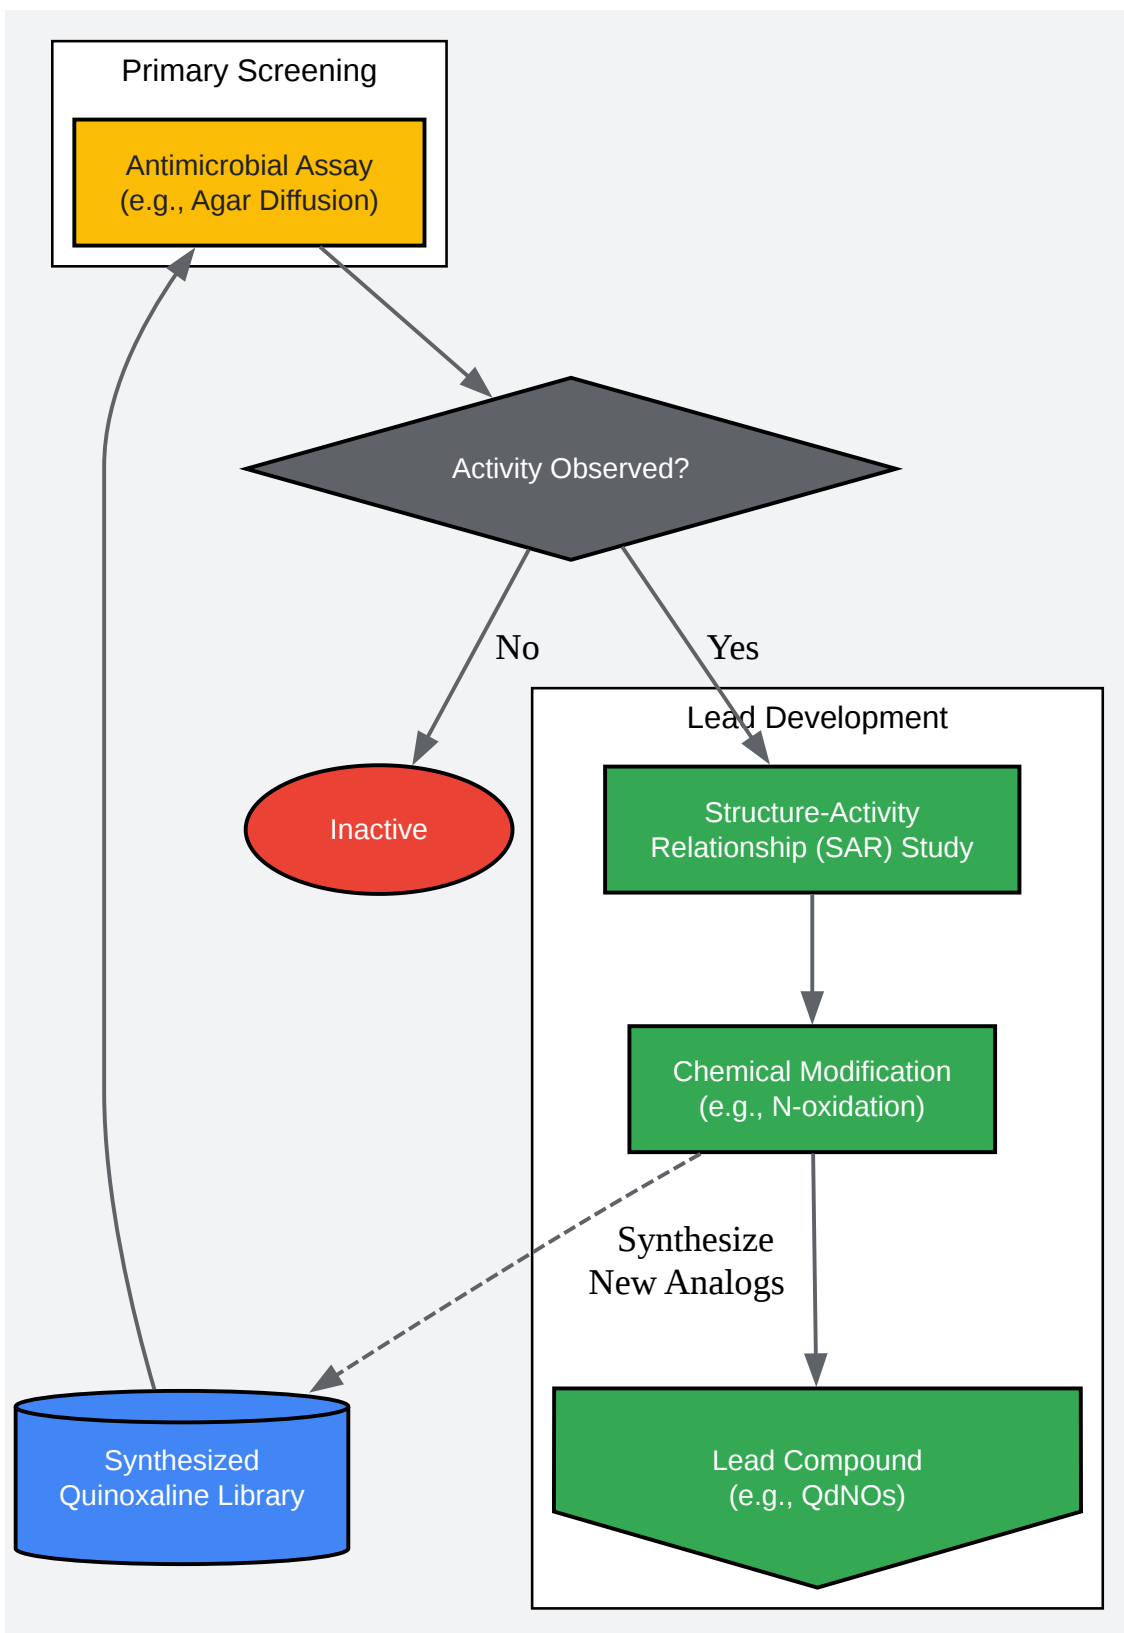 Primary Screening
Antimicrobial Assay
(e.g., Agar Diffusion)
Activity Observed?
No
Yes
Lead Development
Inactive
Structure-Activity
Relationship (SAR) Study
Chemical Modification
(e.g., N-oxidation)
Synthesize
New Analogs
Synthesized
Quinoxaline Library
Lead Compound
(e.g., QdNOs)